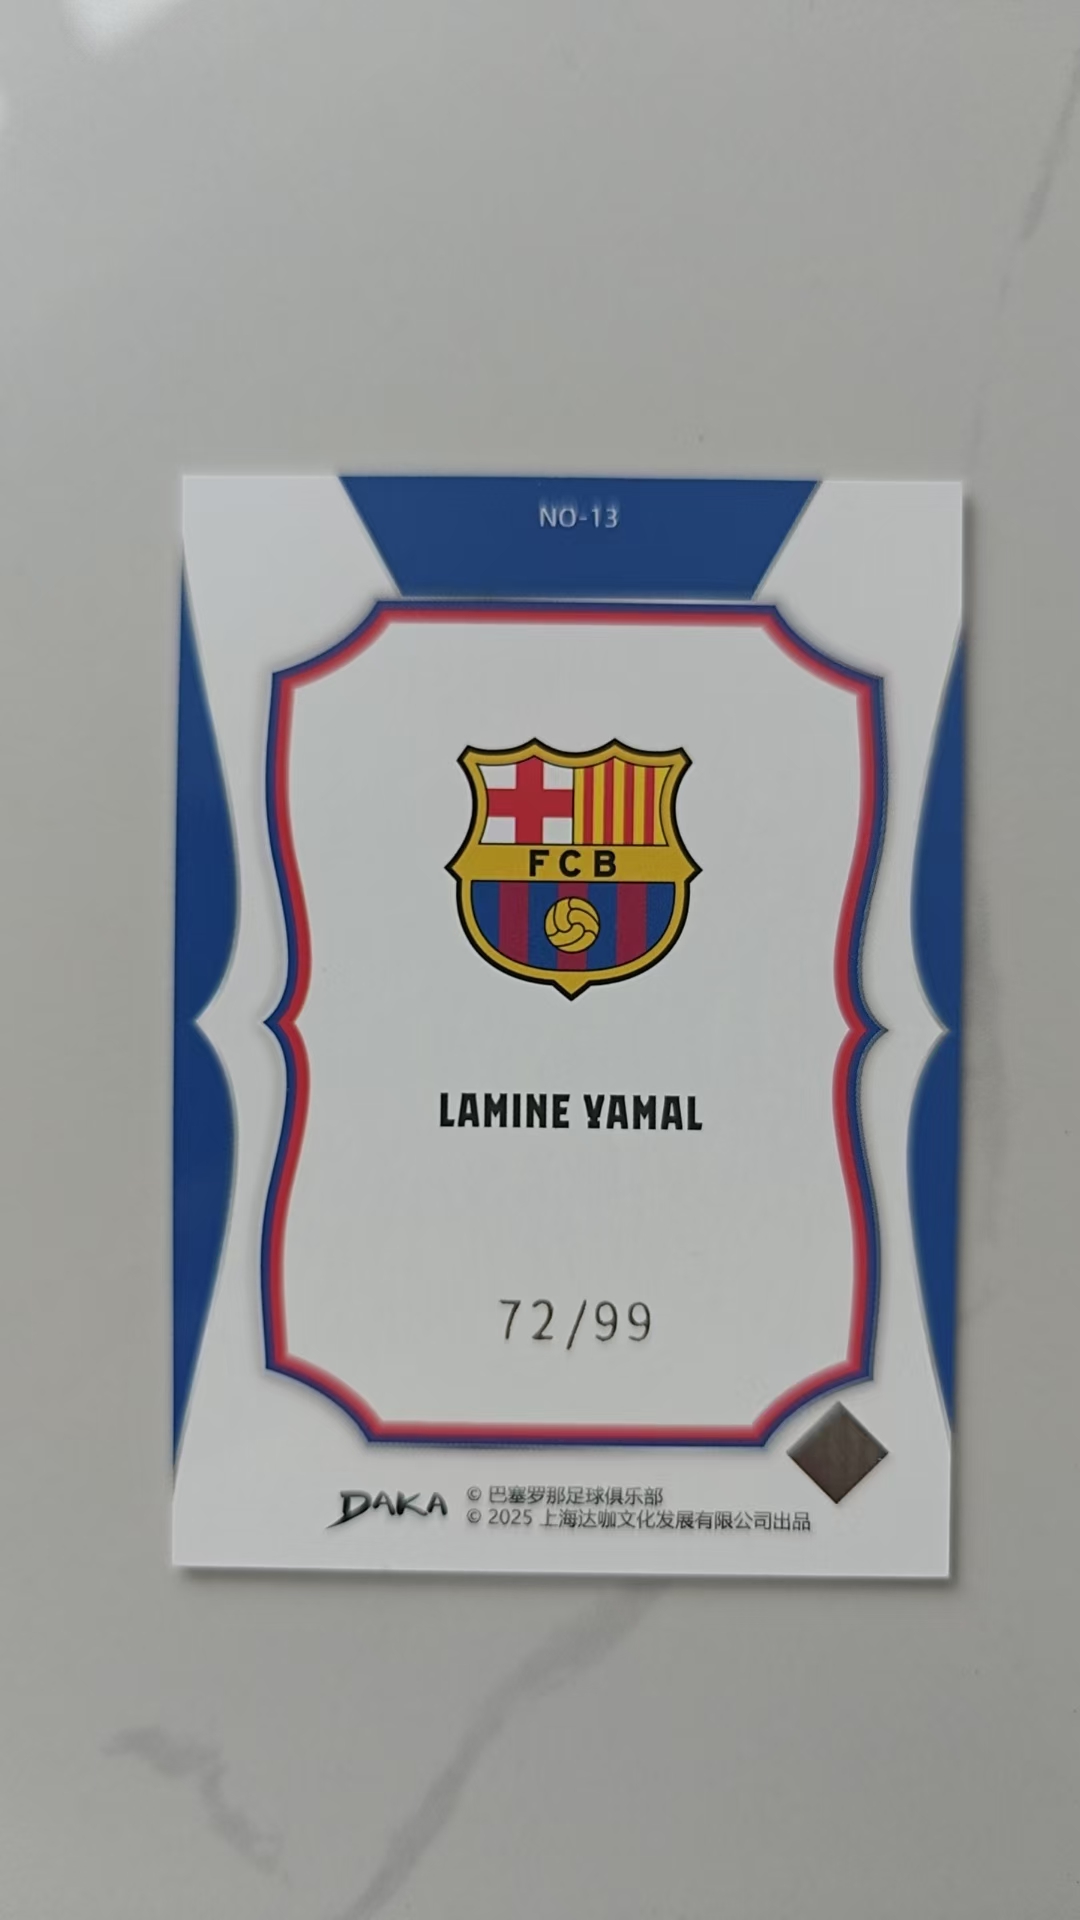 NO-13
FCB
LAMINE YAMAL
72/99
DAKA
© 巴塞罗那足球俱乐部
© 2025 上海达咖文化发展有限公司出品